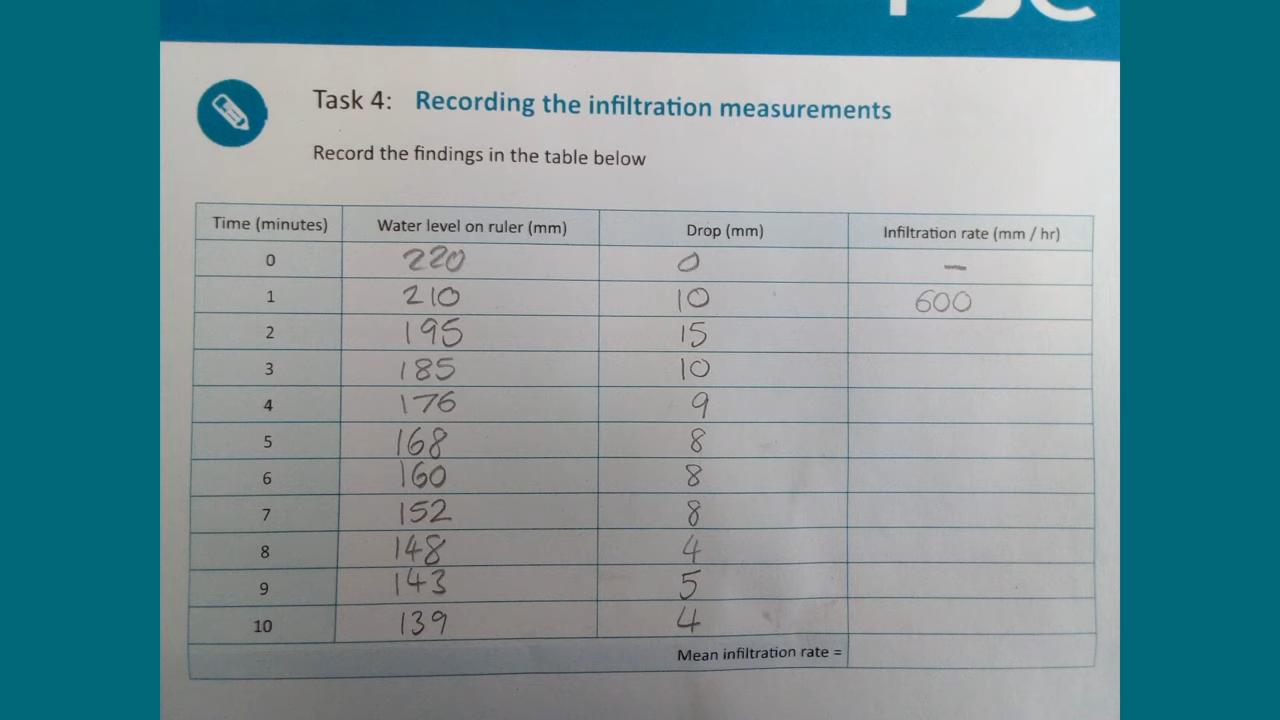 Task 4: Recording the infiltration measurements
Record the findings in the table below
Time (minutes) Water level on ruler (mm) Drop (mm) Infiltration rate (mm / hr)
0 220 0 –
1 210 10 600
2 195 15
3 185 10
4 176 9
5 168 8
6 160 8
7 152 8
8 148 4
9 143 5
10 139 4
Mean infiltration rate =